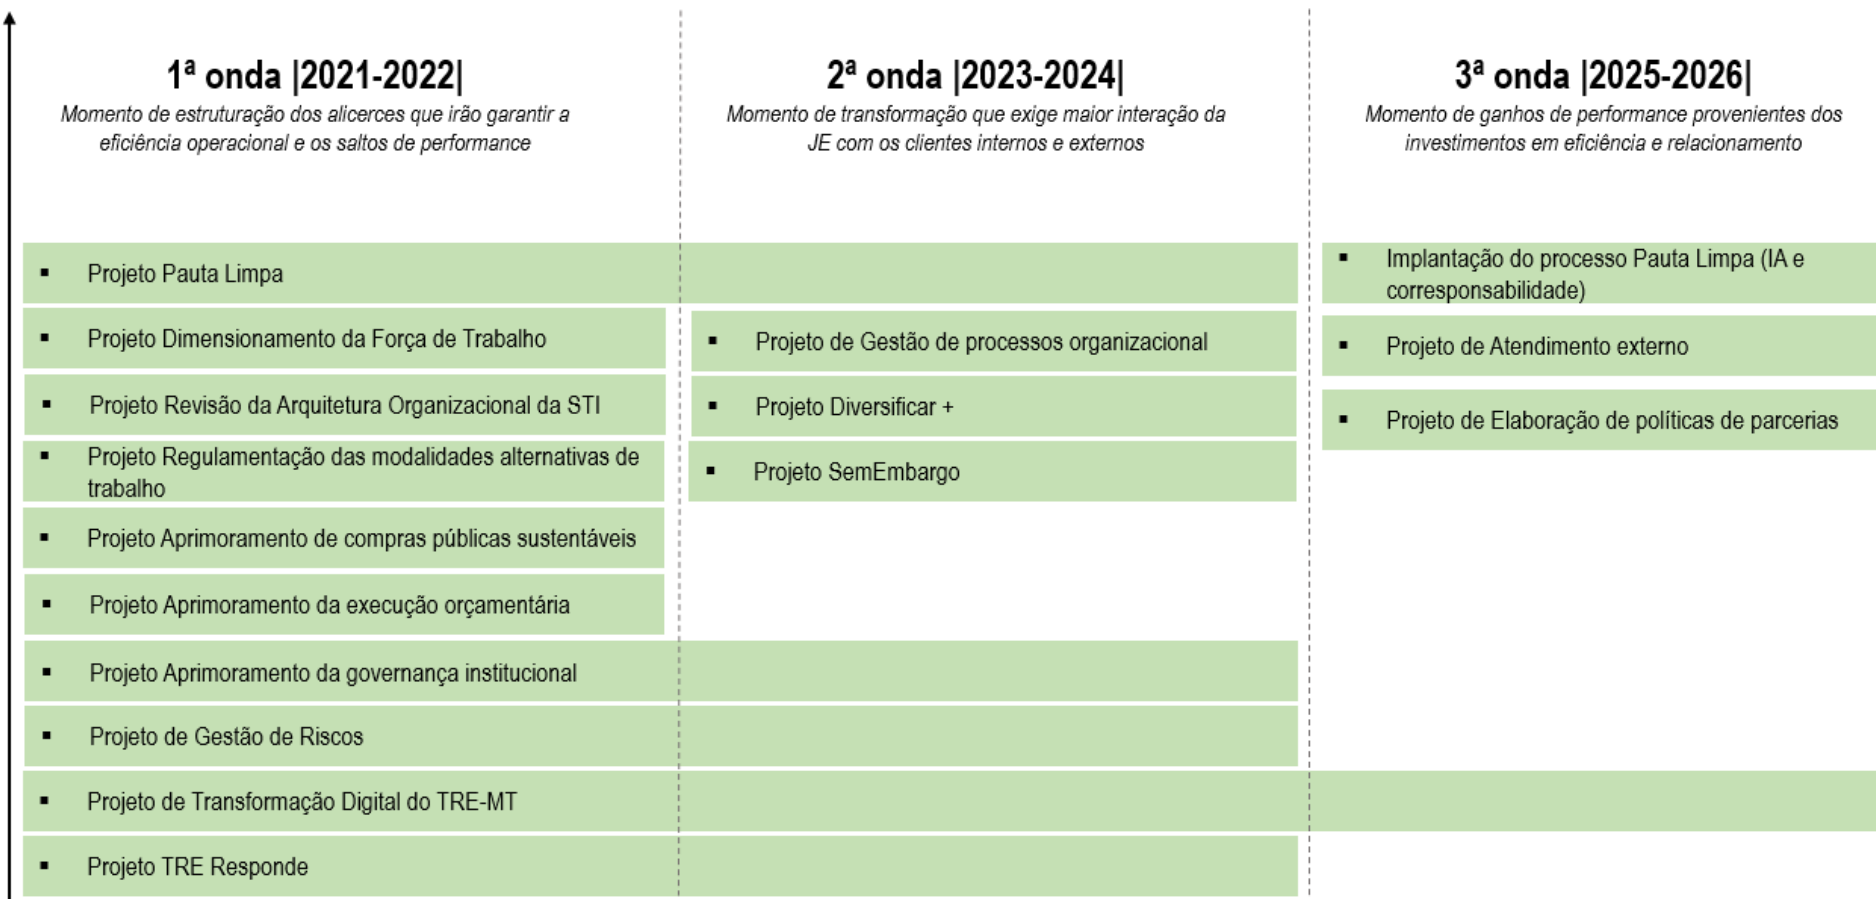 1ª onda |2021-2022|
Momento de estruturação dos alicerces que irão garantir a
eficiência operacional e os saltos de performance
2ª onda |2023-2024|
Momento de transformação que exige maior interação da
JE com os clientes internos e externos
3ª onda |2025-2026|
Momento de ganhos de performance provenientes dos
investimentos em eficiência e relacionamento
▪ Projeto Pauta Limpa
▪ Projeto Dimensionamento da Força de Trabalho
▪ Projeto Revisão da Arquitetura Organizacional da STI
▪ Projeto Regulamentação das modalidades alternativas de
trabalho
▪ Projeto Aprimoramento de compras públicas sustentáveis
▪ Projeto Aprimoramento da execução orçamentária
▪ Projeto Aprimoramento da governança institucional
▪ Projeto de Gestão de Riscos
▪ Projeto de Transformação Digital do TRE-MT
▪ Projeto TRE Responde
▪ Projeto de Gestão de processos organizacional
▪ Projeto Diversificar +
▪ Projeto SemEmbargo
▪ Implantação do processo Pauta Limpa (IA e
corresponsabilidade)
▪ Projeto de Atendimento externo
▪ Projeto de Elaboração de políticas de parcerias